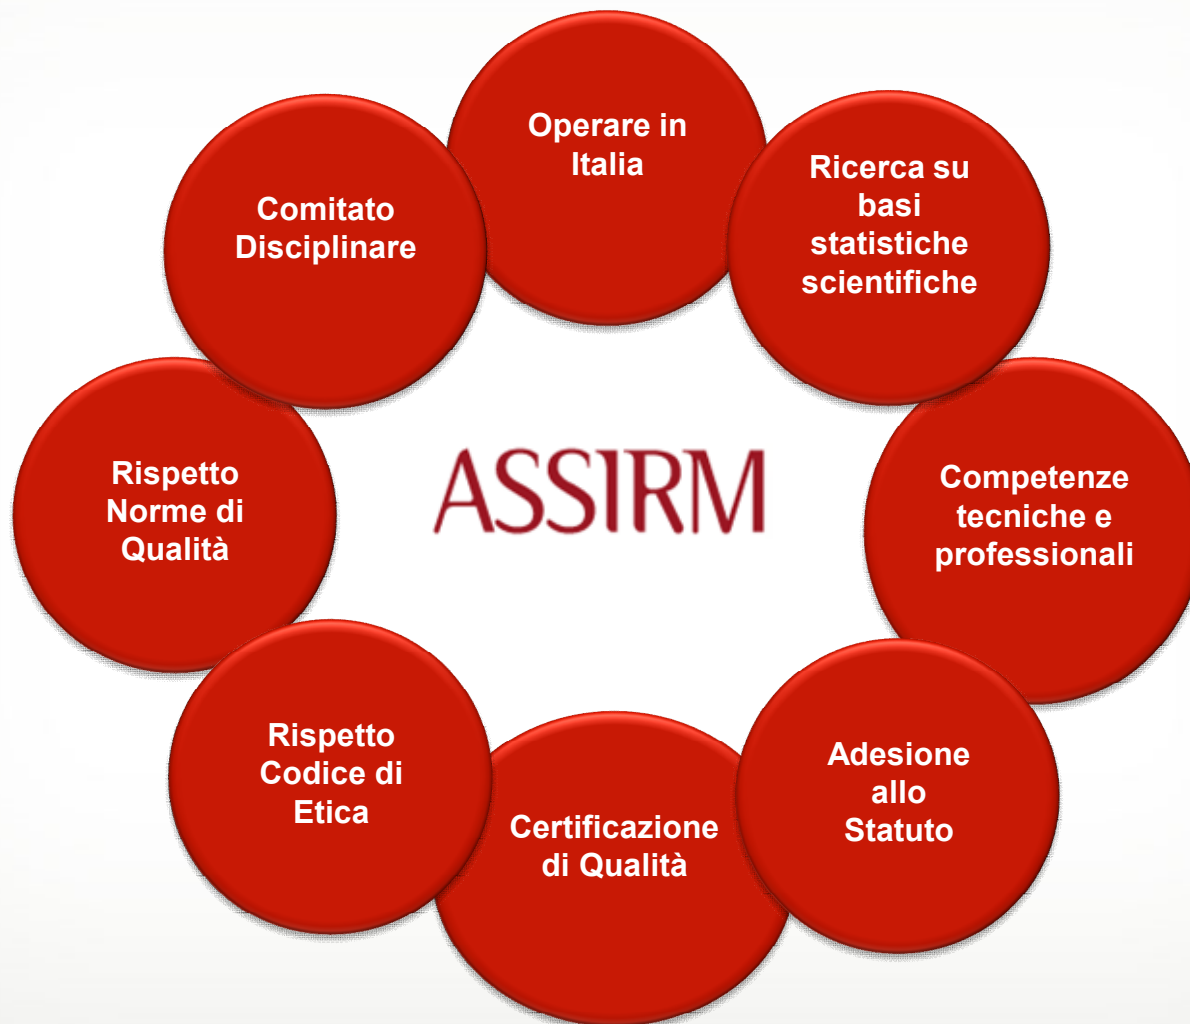 Operare in
Italia
Ricerca su
basi
statistiche
scientifiche
Competenze
tecniche e
professionali
Adesione
allo
Statuto
Certificazione
di Qualità
Rispetto
Codice di
Etica
Rispetto
Norme di
Qualità
Comitato
Disciplinare
ASSIRM